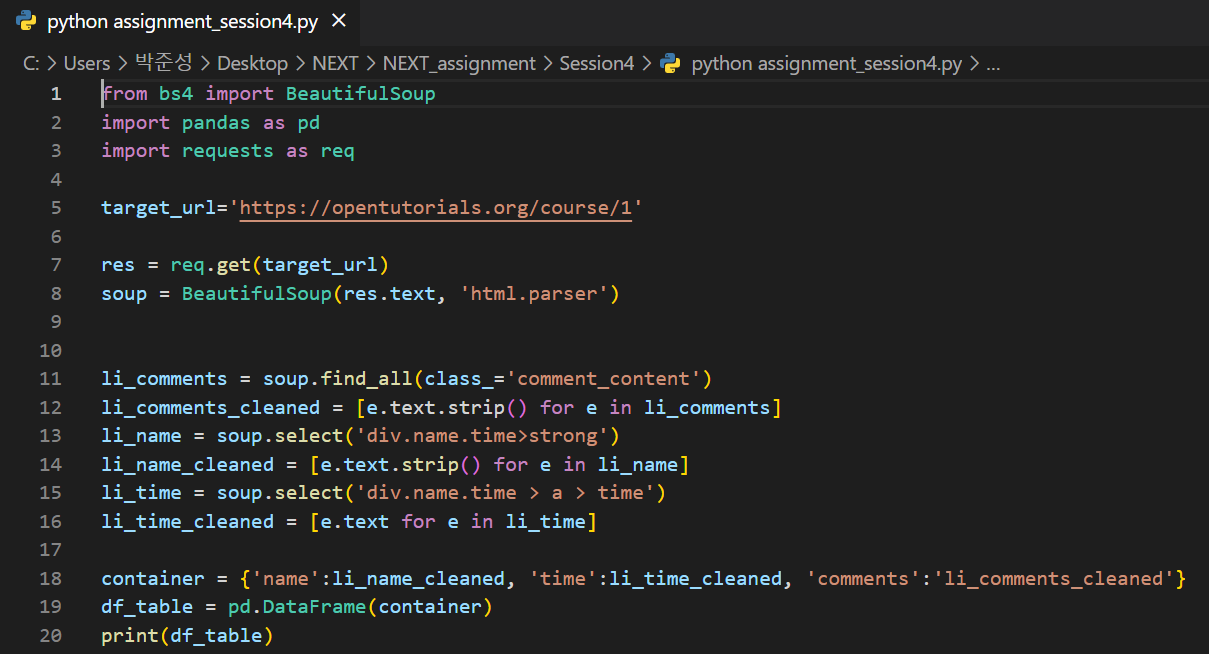 python assignment_session4.py ×
C: > Users > 박준성 > Desktop > NEXT > NEXT_assignment > Session4 > python assignment_session4.py > ...
1 from bs4 import BeautifulSoup
2 import pandas as pd
3 import requests as req
4
5 target_url='https://opentutorials.org/course/1'
6
7 res = req.get(target_url)
8 soup = BeautifulSoup(res.text, 'html.parser')
9
10
11 li_comments = soup.find_all(class_='comment_content')
12 li_comments_cleaned = [e.text.strip() for e in li_comments]
13 li_name = soup.select('div.name.time>strong')
14 li_name_cleaned = [e.text.strip() for e in li_name]
15 li_time = soup.select('div.name.time > a > time')
16 li_time_cleaned = [e.text for e in li_time]
17
18 container = {'name':li_name_cleaned, 'time':li_time_cleaned, 'comments':'li_comments_cleaned'}
19 df_table = pd.DataFrame(container)
20 print(df_table)